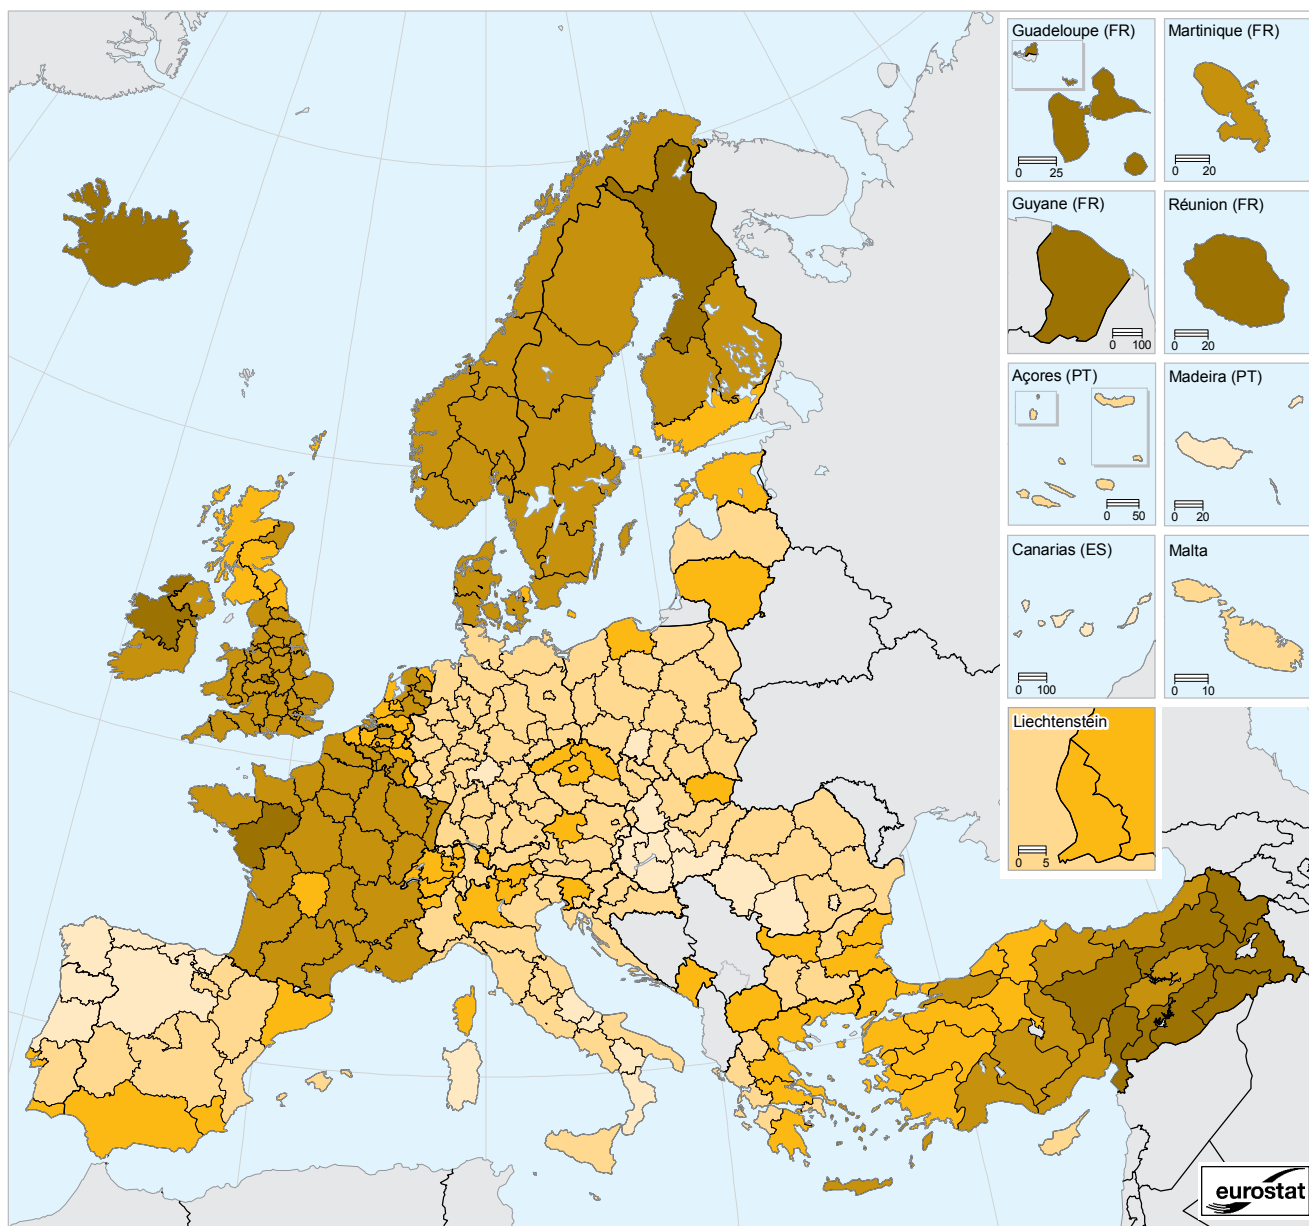 Guadeloupe (FR)
0 25
Martinique (FR)
0 20
Guyane (FR)
0 100
Réunion (FR)
0 20
Açores (PT)
0 50
Madeira (PT)
0 20
Canarias (ES)
0 100
Malta
0 10
Liechtenstein
0 5
eurostat